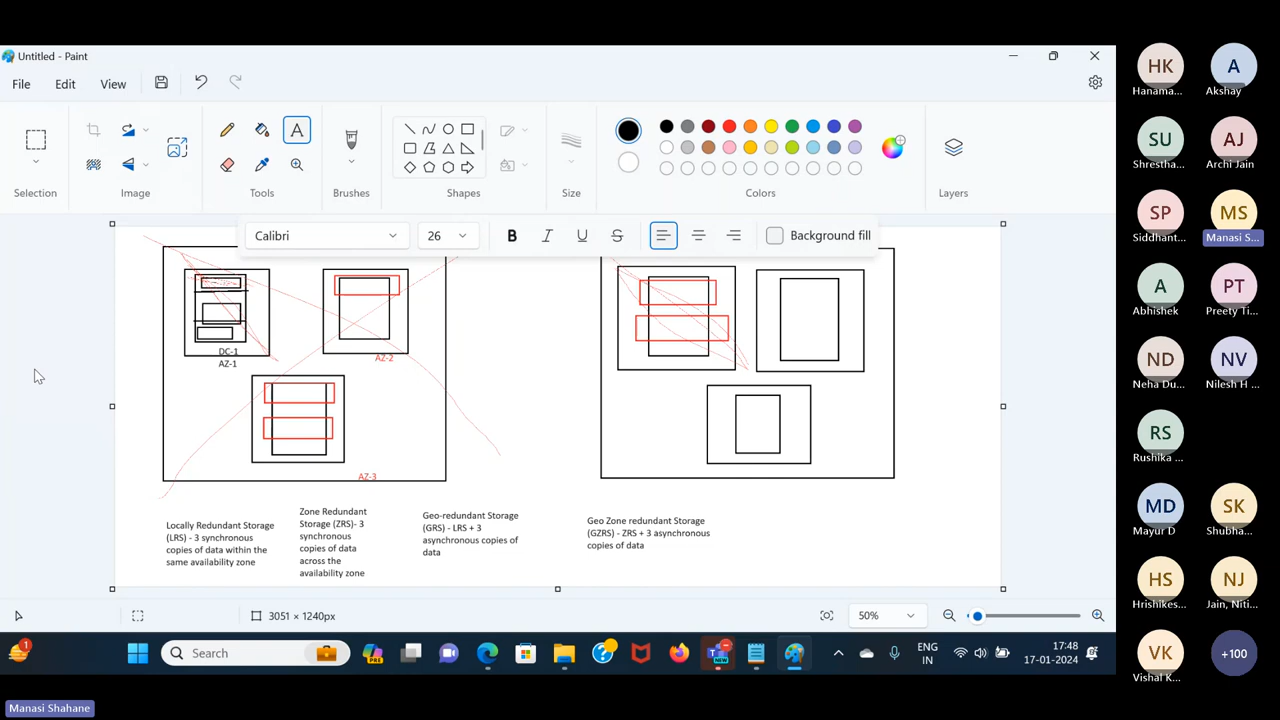 Untitled - Paint
File
Edit
View
Selection
Image
Tools
Brushes
Shapes
Size
Colors
Layers
A
Calibri
26
B
I
U
S
Background fill
DC-1
AZ-1
AZ-2
AZ-3
Locally Redundant Storage
(LRS) - 3 synchronous
copies of data within the
same availability zone
Zone Redundant
Storage (ZRS)- 3
synchronous
copies of data
across the
availability zone
Geo-redundant Storage
(GRS) - LRS + 3
asynchronous copies of
data
Geo Zone redundant Storage
(GZRS) - ZRS + 3 asynchronous
copies of data
3051 × 1240px
50%
1
Search
PRE
NEW
ENG
IN
17:48
17-01-2024
HK
Hanama...
A
Akshay
SU
Shrestha...
AJ
Archi Jain
SP
Siddhant...
MS
Manasi S...
A
Abhishek
PT
Preety Ti...
ND
Neha Du...
NV
Nilesh H ...
RS
Rushika ...
MD
Mayur D
SK
Shubha...
HS
Hrishikes...
NJ
Jain, Niti...
VK
Vishal K...
+100
Manasi Shahane